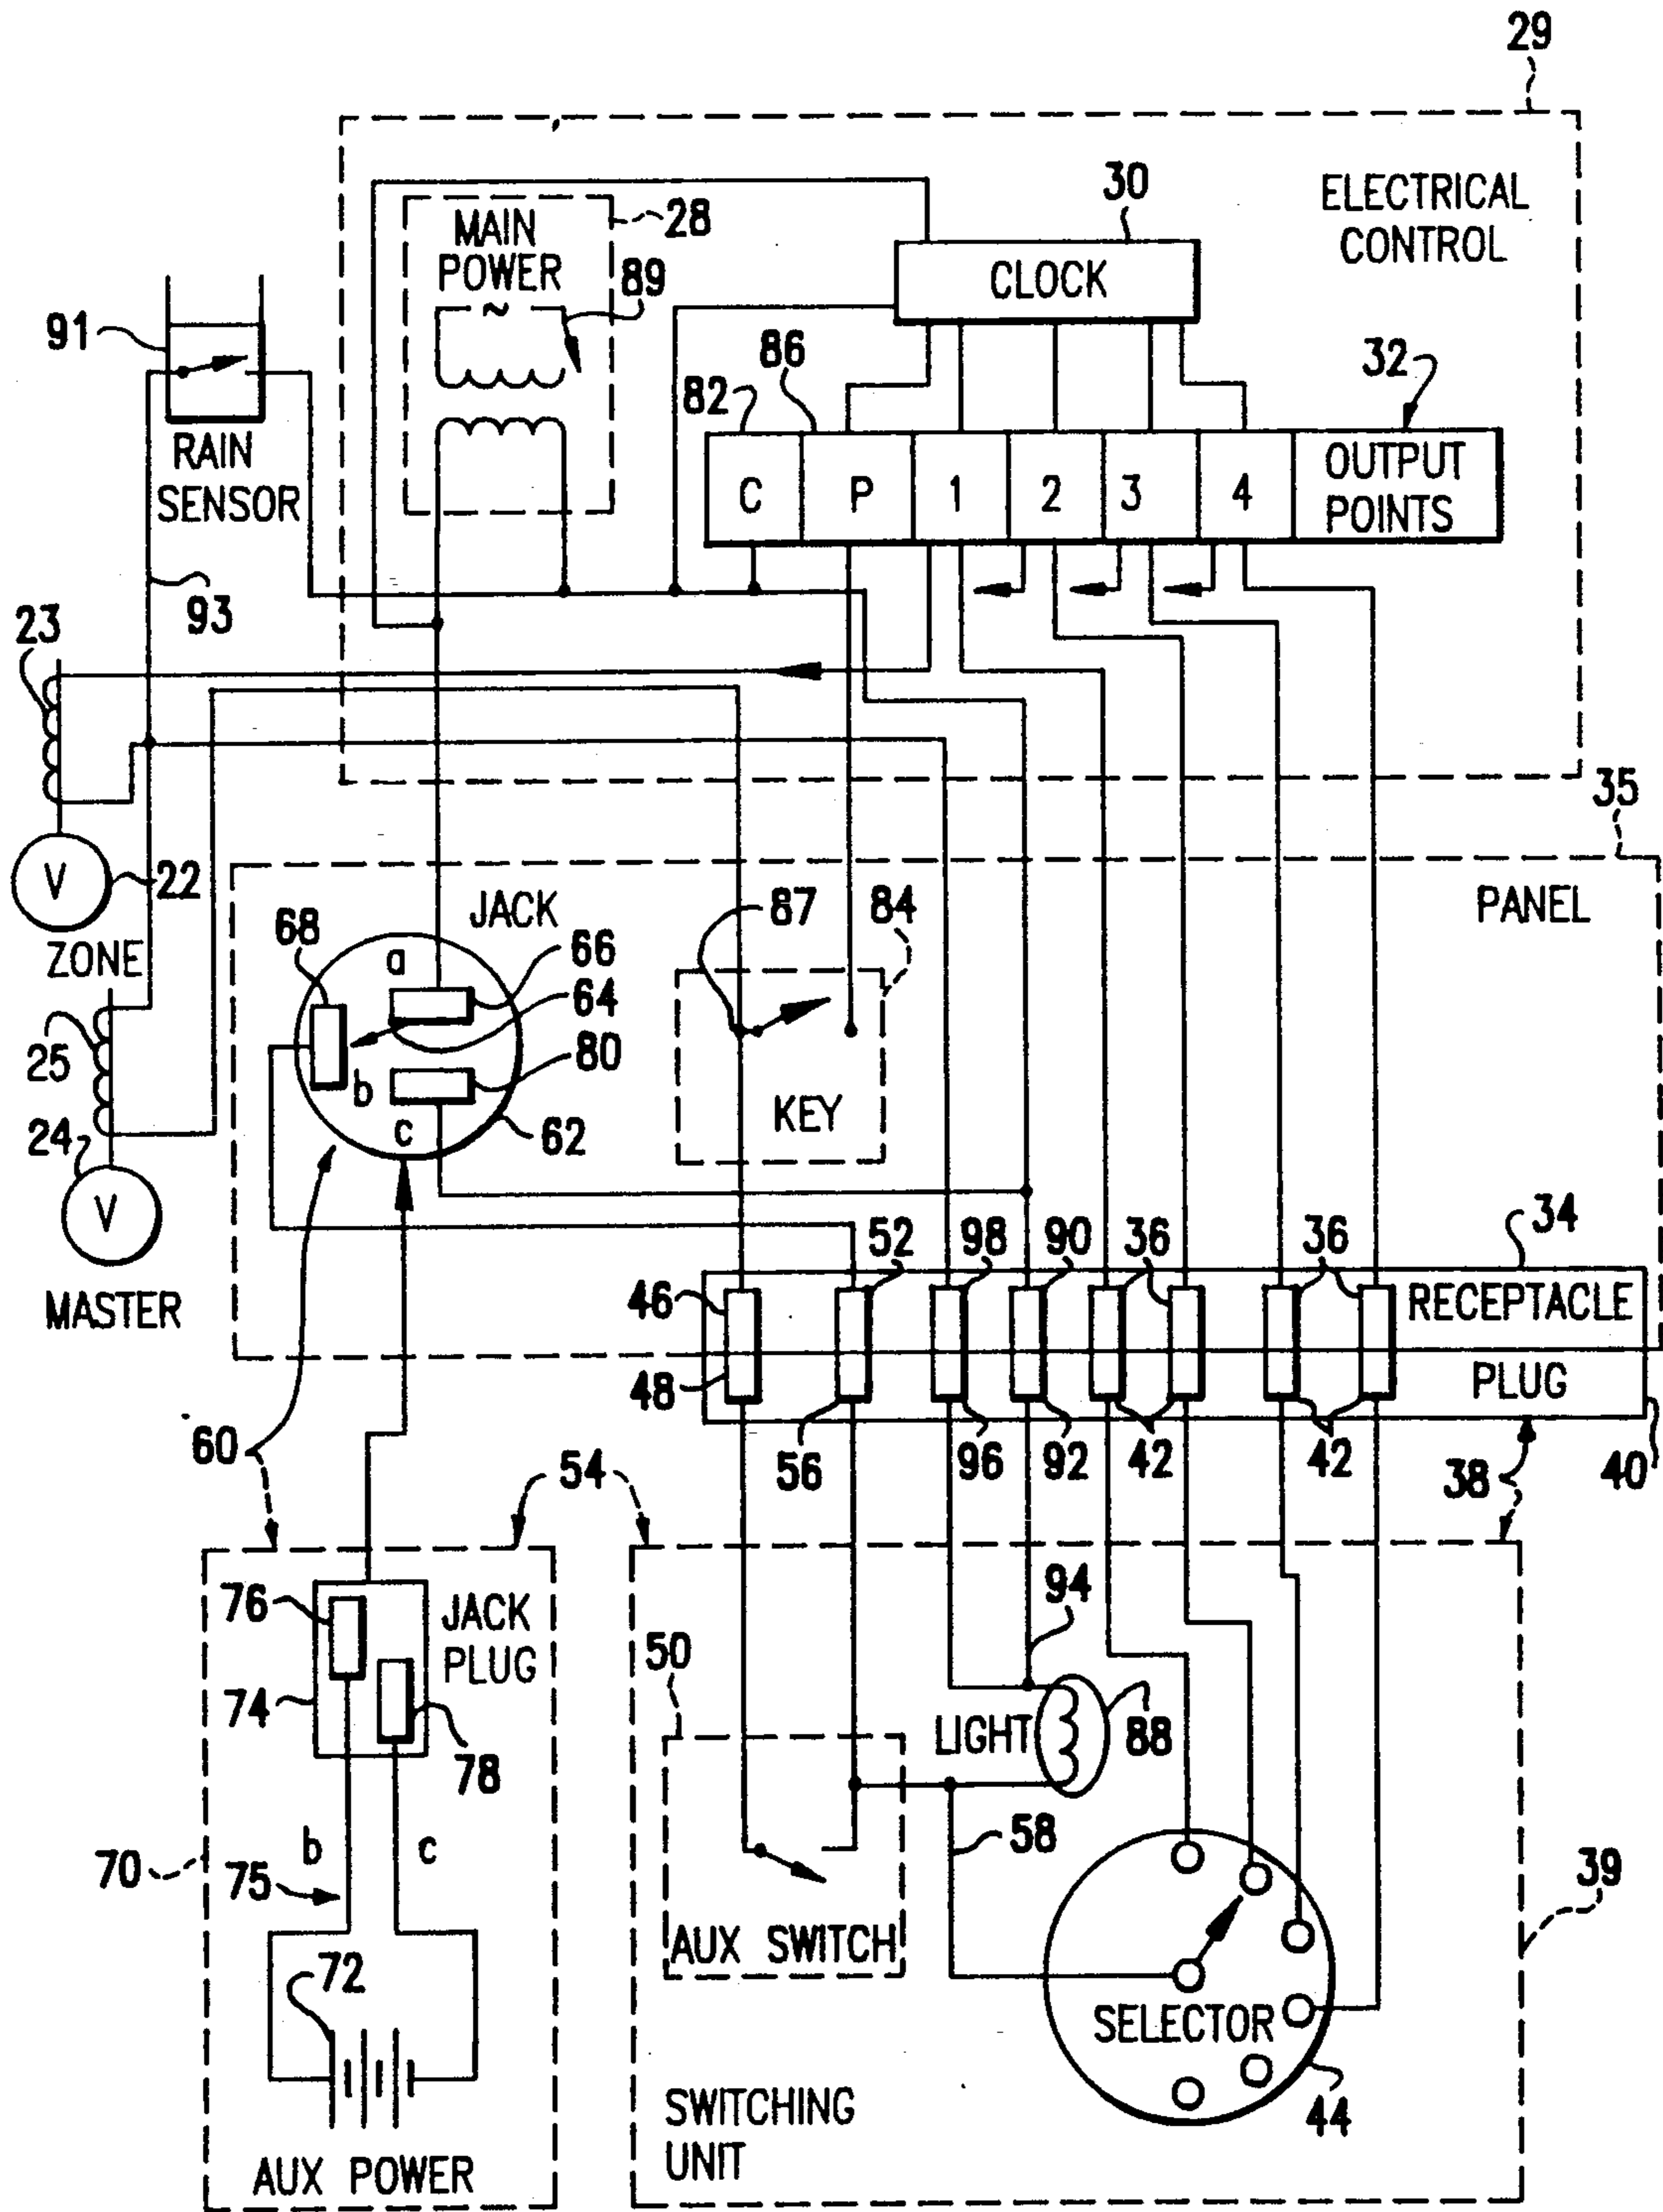 29
ELECTRICAL
CONTROL
30
CLOCK
MAIN
POWER
28
89
~
91
RAIN
SENSOR
86
82
32
C
P
1
2
3
4
OUTPUT
POINTS
93
23
35
V
22
ZONE
JACK
87
84
PANEL
68
a
66
64
80
b
c
62
KEY
25
24
V
MASTER
52
98
90
36
36
34
46
RECEPTACLE
48
PLUG
60
54
56
96
92
42
42
38
40
76
JACK
PLUG
74
78
50
94
LIGHT
88
b
c
70
75
58
39
AUX SWITCH
72
SELECTOR
44
SWITCHING
UNIT
AUX POWER